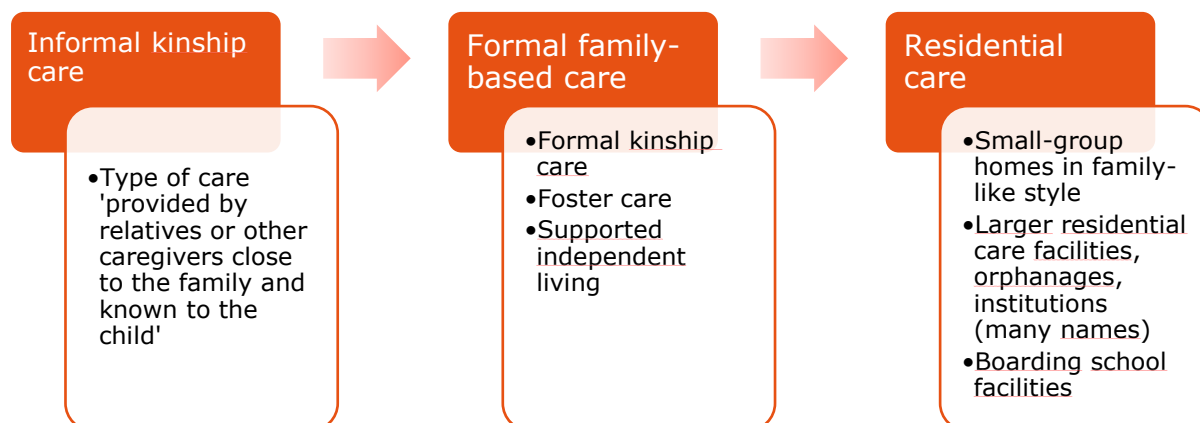 Informal kinship
care
•Type of care
'provided by
relatives or other
caregivers close
to the family and
known to the
child'
Formal family-
based care
•Formal kinship
care
•Foster care
•Supported
independent
living
Residential
care
•Small-group
homes in family-
like style
•Larger residential
care facilities,
orphanages,
institutions
(many names)
•Boarding school
facilities